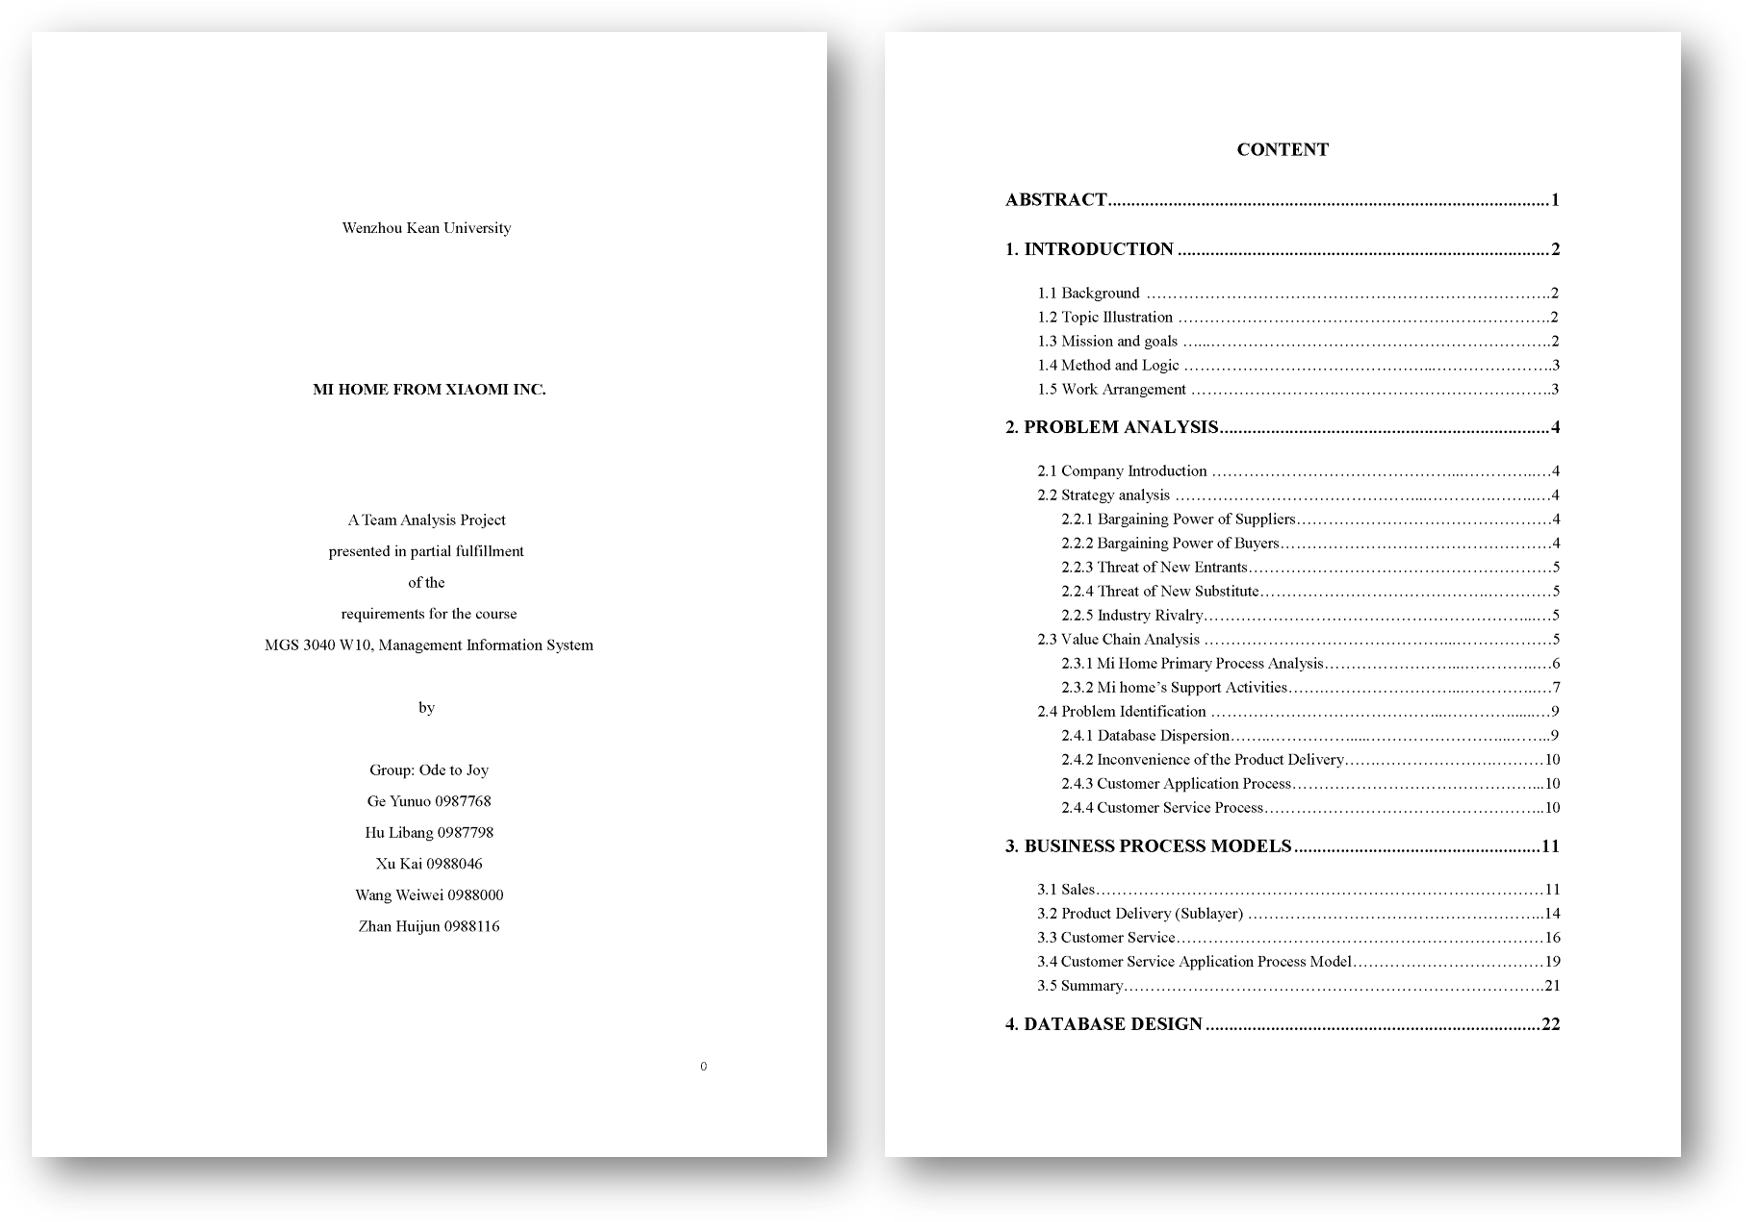 Wenzhou Kean University
MI HOME FROM XIAOMI INC.
A Team Analysis Project
presented in partial fulfillment
of the
requirements for the course
MGS 3040 W10, Management Information System
by
Group: Ode to Joy
Ge Yunuo 0987768
Hu Libang 0987798
Xu Kai 0988046
Wang Weiwei 0988000
Zhan Huijun 0988116
0
CONTENT
ABSTRACT........................................1
1. INTRODUCTION ........................................2
1.1 Background ........................................2
1.2 Topic Illustration ........................................2
1.3 Mission and goals ........................................2
1.4 Method and Logic ........................................3
1.5 Work Arrangement ........................................3
2. PROBLEM ANALYSIS........................................4
2.1 Company Introduction ........................................4
2.2 Strategy analysis ........................................4
2.2.1 Bargaining Power of Suppliers........................................4
2.2.2 Bargaining Power of Buyers........................................4
2.2.3 Threat of New Entrants........................................5
2.2.4 Threat of New Substitute........................................5
2.2.5 Industry Rivalry........................................5
2.3 Value Chain Analysis ........................................5
2.3.1 Mi Home Primary Process Analysis........................................6
2.3.2 Mi home’s Support Activities........................................7
2.4 Problem Identification ........................................9
2.4.1 Database Dispersion........................................9
2.4.2 Inconvenience of the Product Delivery........................................10
2.4.3 Customer Application Process........................................10
2.4.4 Customer Service Process........................................10
3. BUSINESS PROCESS MODELS........................................11
3.1 Sales........................................11
3.2 Product Delivery (Sublayer) ........................................14
3.3 Customer Service........................................16
3.4 Customer Service Application Process Model........................................19
3.5 Summary........................................21
4. DATABASE DESIGN........................................22